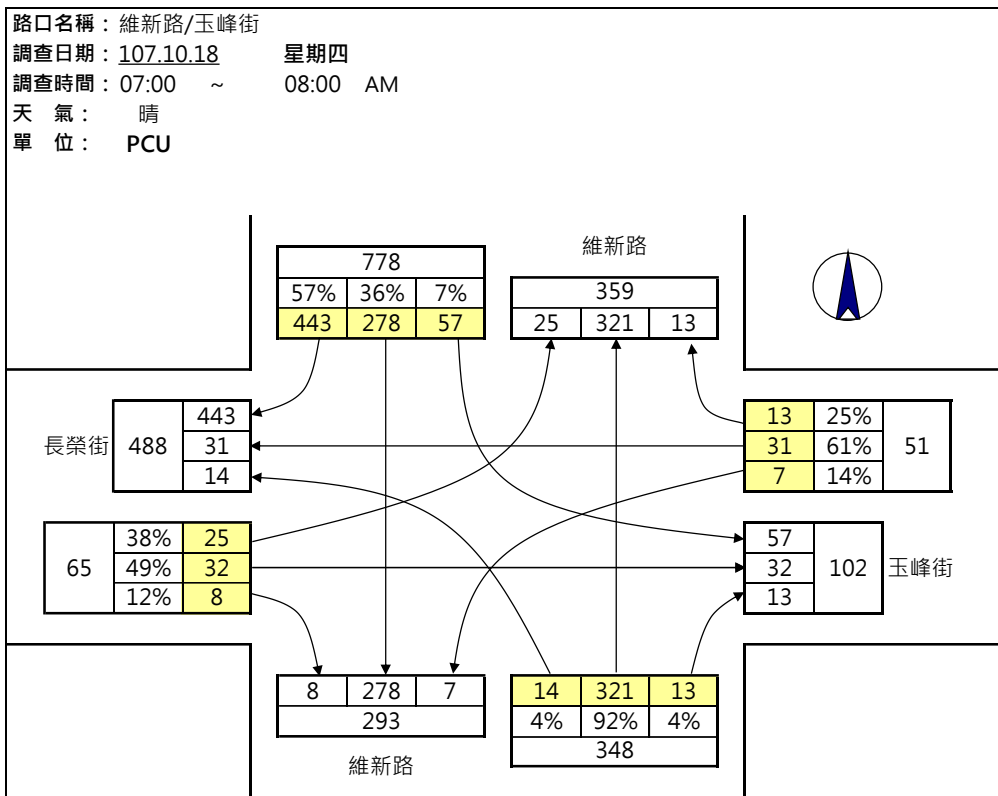 路口名稱：維新路/玉峰街
調查日期：107.10.18 星期四
調查時間：07:00 ~ 08:00 AM
天 氣： 晴
單 位： PCU
維新路
778
57% 36% 7%
443 278 57
359
25 321 13
長榮街 488
443
31
14
13 25%
31 61%
7 14%
51
65
38% 25
49% 32
12% 8
57
32
13
102 玉峰街
8 278 7
293
維新路
14 321 13
4% 92% 4%
348